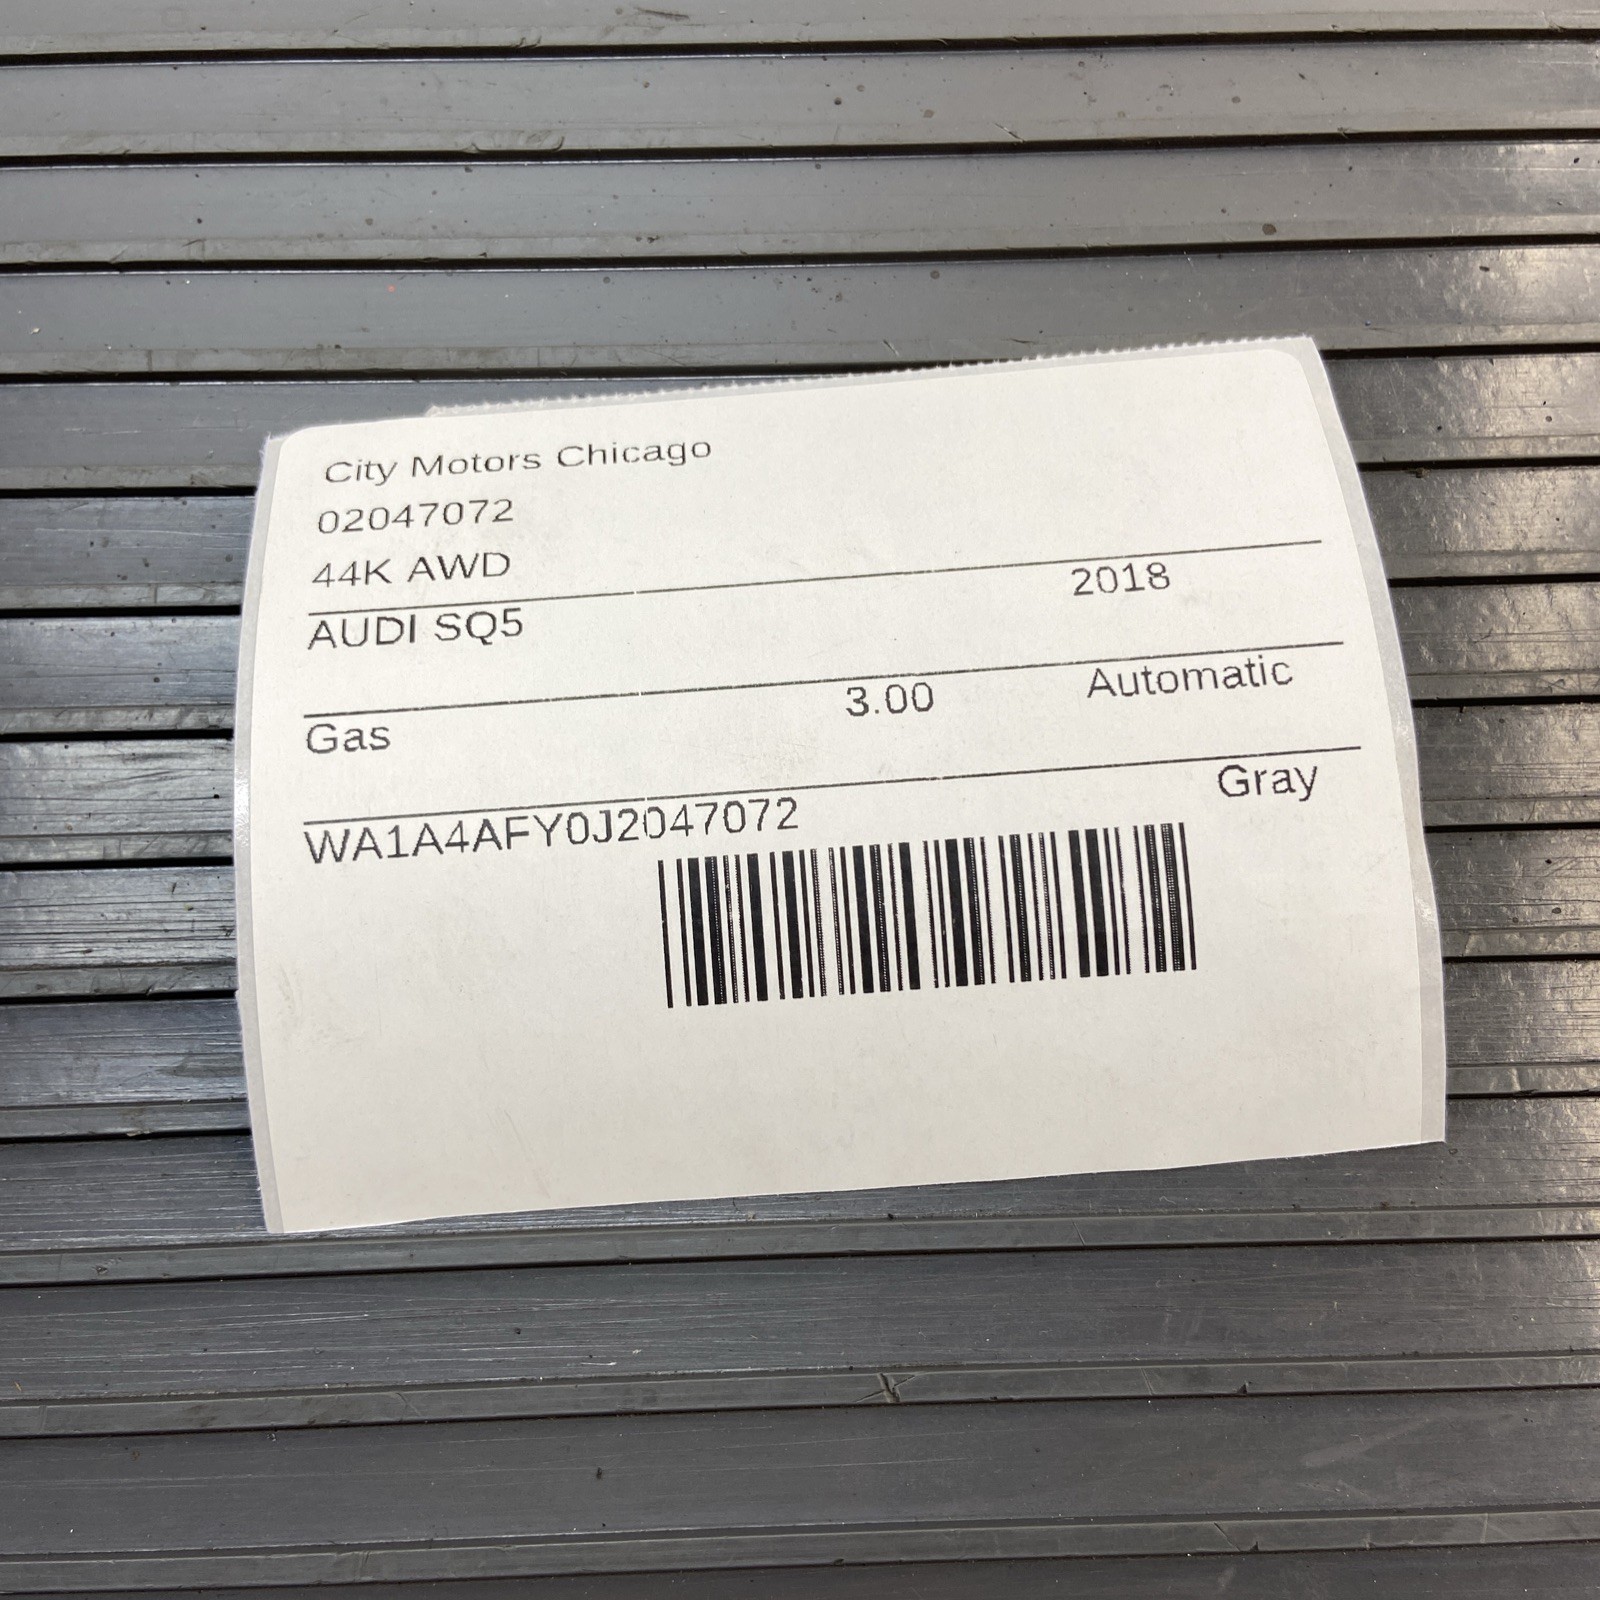 City Motors Chicago
02047072
44K AWD
AUDI SQ5 2018
Gas 3.00 Automatic
WA1A4AFY0J2047072 Gray